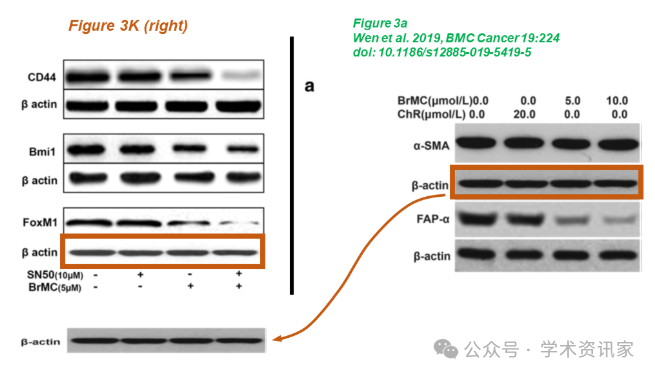 Figure 3K (right)
Figure 3a
Wen et al. 2019, BMC Cancer 19:224
doi: 10.1186/s12885-019-5419-5
CD44
β actin
Bmi1
β actin
FoxM1
β actin
SN50(10μM) - + - +
BrMC(5μM) - - + +
β-actin
a
BrMC(μmol/L)0.0 0.0 5.0 10.0
ChR(μmol/L) 0.0 20.0 0.0 0.0
α-SMA
β-actin
FAP-α
β-actin
公众号 · 学术资讯家